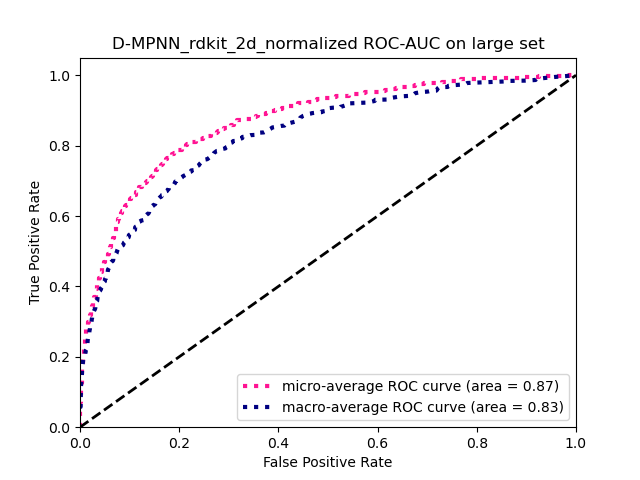 D-MPNN_rdkit_2d_normalized ROC-AUC on large set
True Positive Rate
1.0
0.8
0.6
0.4
0.2
0.0
micro-average ROC curve (area = 0.87)
macro-average ROC curve (area = 0.83)
0.0 0.2 0.4 0.6 0.8 1.0
False Positive Rate